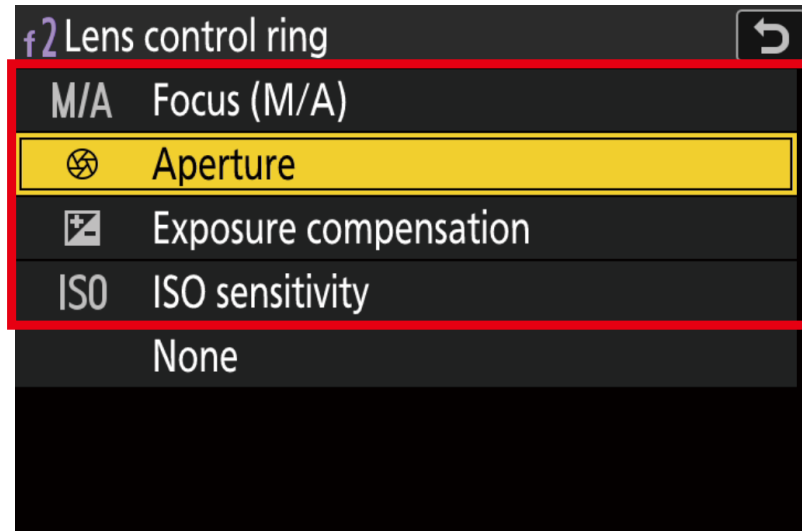 f2 Lens control ring
M/A Focus (M/A)
Aperture
Exposure compensation
ISO ISO sensitivity
None